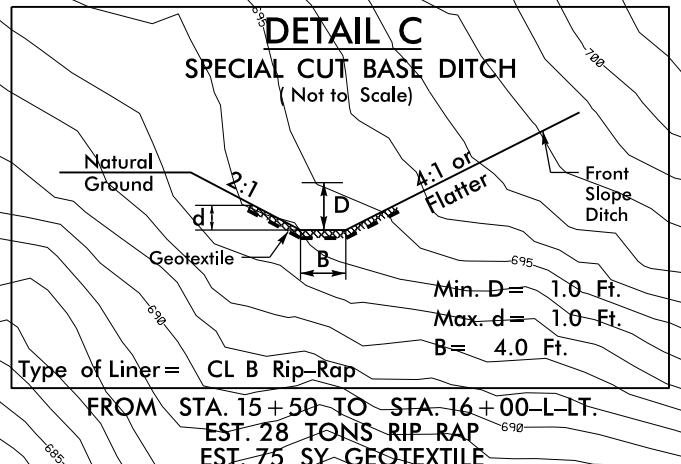 695
DETAIL C
SPECIAL CUT BASE DITCH
(Not to Scale)
700
Natural
Ground
2:1
4:1 or
Flatter
D
d
Front
Slope
Ditch
Geotextile
B
695
Min. D= 1.0 Ft.
Max. d= 1.0 Ft.
B= 4.0 Ft.
690
Type of Liner= CL B Rip-Rap
FROM STA. 15+50 TO STA. 16+00-L-LT.
EST. 28 TONS RIP RAP
690
EST. 75 SY GEOTEXTILE
685